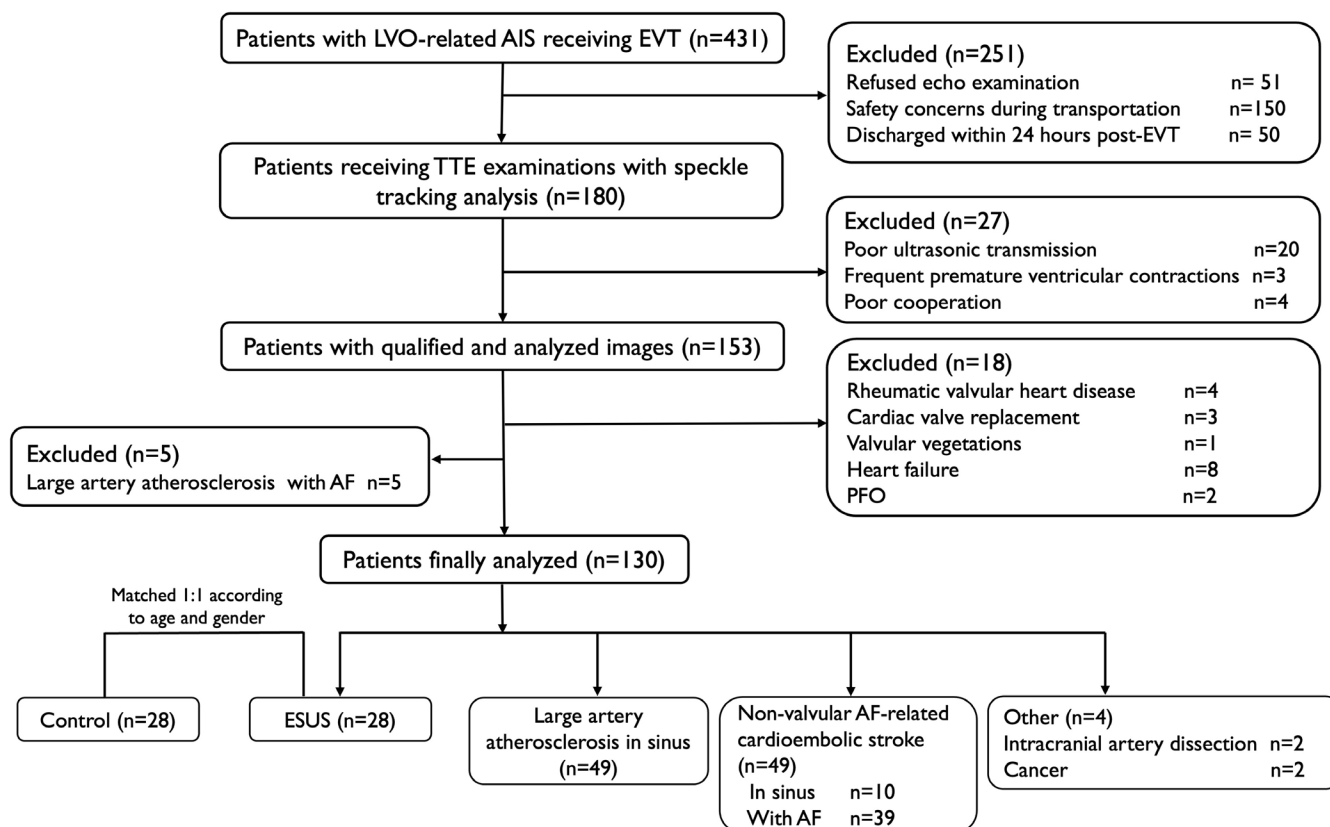 Patients with LVO-related AIS receiving EVT (n=431)
Excluded (n=251)
Refused echo examination n= 51
Safety concerns during transportation n=150
Discharged within 24 hours post-EVT n= 50
Patients receiving TTE examinations with speckle
tracking analysis (n=180)
Excluded (n=27)
Poor ultrasonic transmission n=20
Frequent premature ventricular contractions n=3
Poor cooperation n=4
Patients with qualified and analyzed images (n=153)
Excluded (n=18)
Rheumatic valvular heart disease n=4
Cardiac valve replacement n=3
Valvular vegetations n=1
Heart failure n=8
PFO n=2
Excluded (n=5)
Large artery atherosclerosis with AF n=5
Patients finally analyzed (n=130)
Matched 1:1 according
to age and gender
Control (n=28)
ESUS (n=28)
Large artery
atherosclerosis in sinus
(n=49)
Non-valvular AF-related
cardioembolic stroke
(n=49)
In sinus n=10
With AF n=39
Other (n=4)
Intracranial artery dissection n=2
Cancer n=2